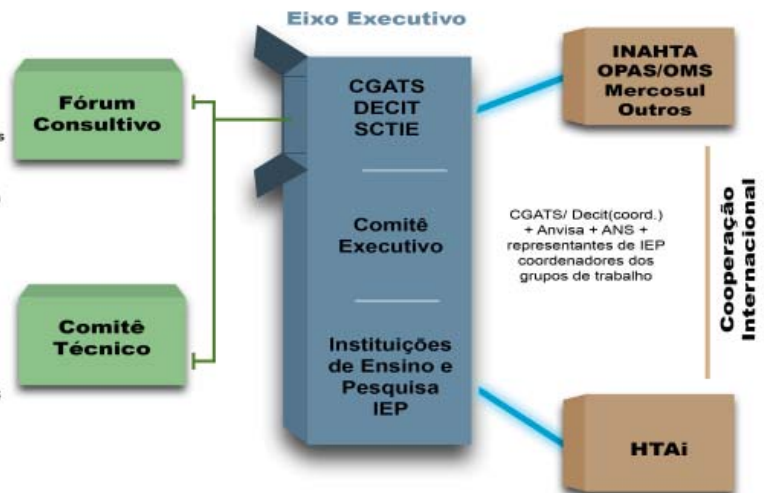 Eixo Executivo
Fórum
Consultivo
Comitê
Técnico
CGATS
DECIT
SCTIE
Comitê
Executivo
Instituições
de Ensino e
Pesquisa
IEP
INAHTA
OPAS/OMS
Mercosul
Outros
CGATS/ Decit(coord.)
+ Anvisa + ANS +
representantes de IEP
coordenadores dos
grupos de trabalho
Cooperação
Internacional
HTAi